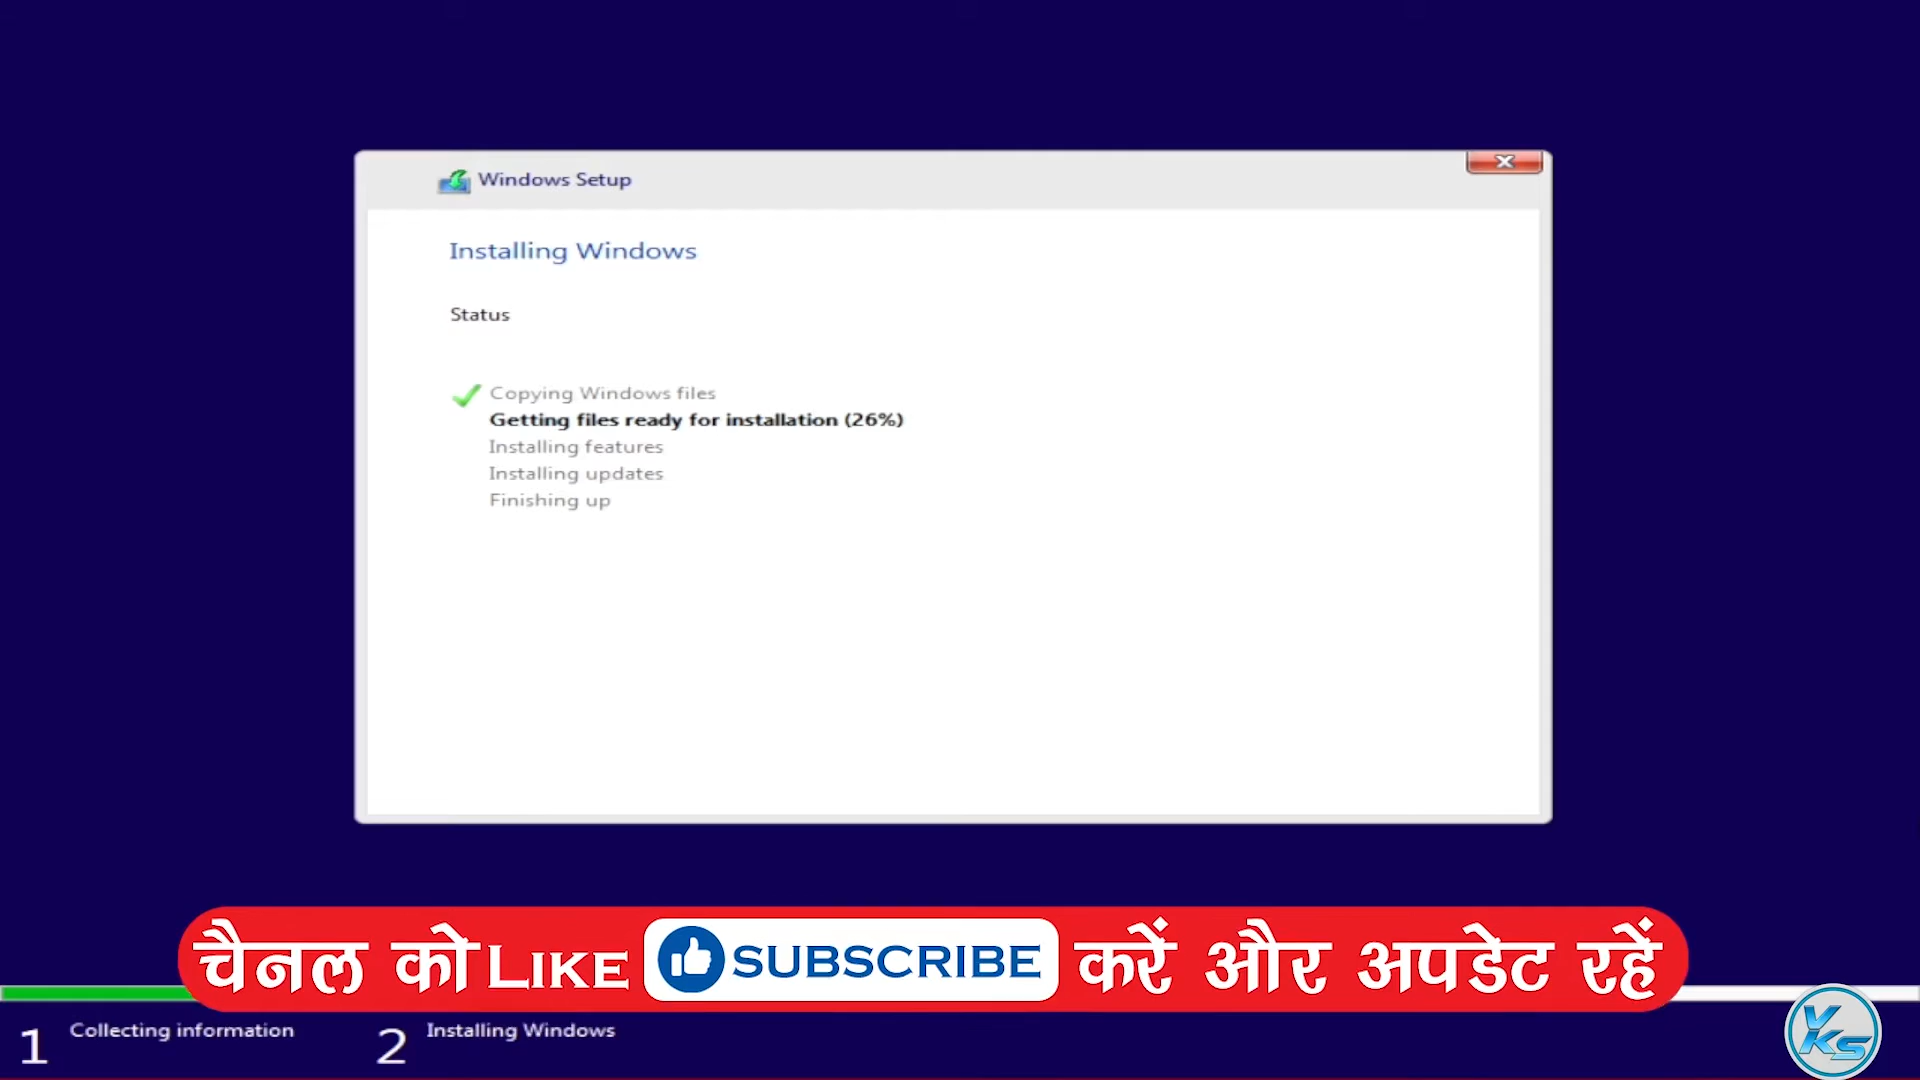 Windows Setup
Installing Windows
Status
Copying Windows files
Getting files ready for installation (26%)
Installing features
Installing updates
Finishing up
चैनल को LIKE SUBSCRIBE करें और अपडेट रहें
1 Collecting information 2 Installing Windows
VKS